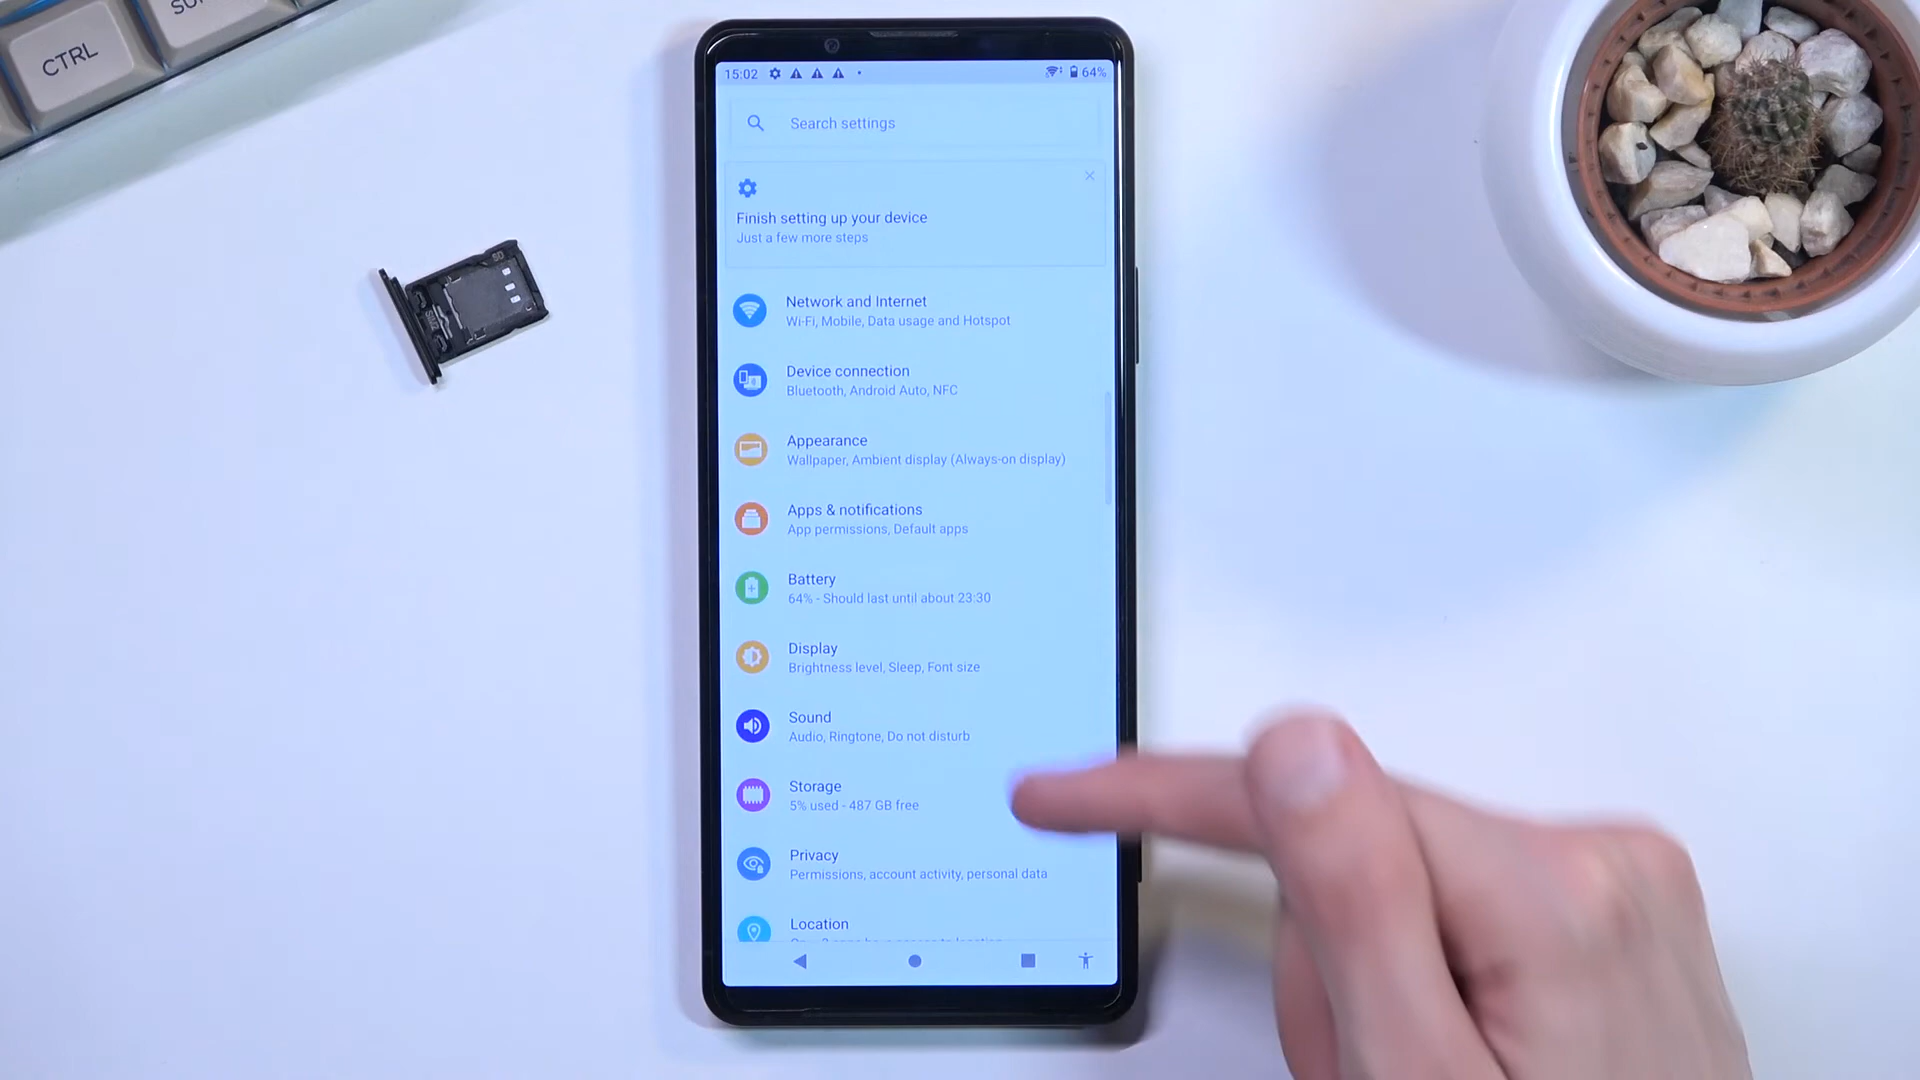 CTRL
SD
15:02
64%
Search settings
Finish setting up your device
Just a few more steps
Network and Internet
Wi-Fi, Mobile, Data usage and Hotspot
Device connection
Bluetooth, Android Auto, NFC
Appearance
Wallpaper, Ambient display (Always-on display)
Apps & notifications
App permissions, Default apps
Battery
64% - Should last until about 23:30
Display
Brightness level, Sleep, Font size
Sound
Audio, Ringtone, Do not disturb
Storage
5% used - 487 GB free
Privacy
Permissions, account activity, personal data
Location